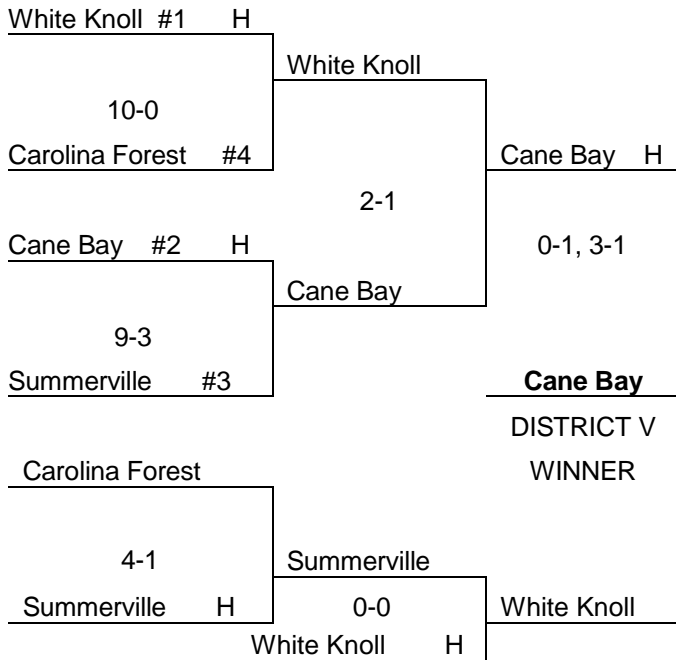 White Knoll #1 H
White Knoll
10-0
Carolina Forest #4
Cane Bay H
2-1
Cane Bay #2 H
0-1, 3-1
Cane Bay
9-3
Summerville #3
Cane Bay
DISTRICT V
Carolina Forest
WINNER
4-1
Summerville
Summerville H
0-0
White Knoll
White Knoll H